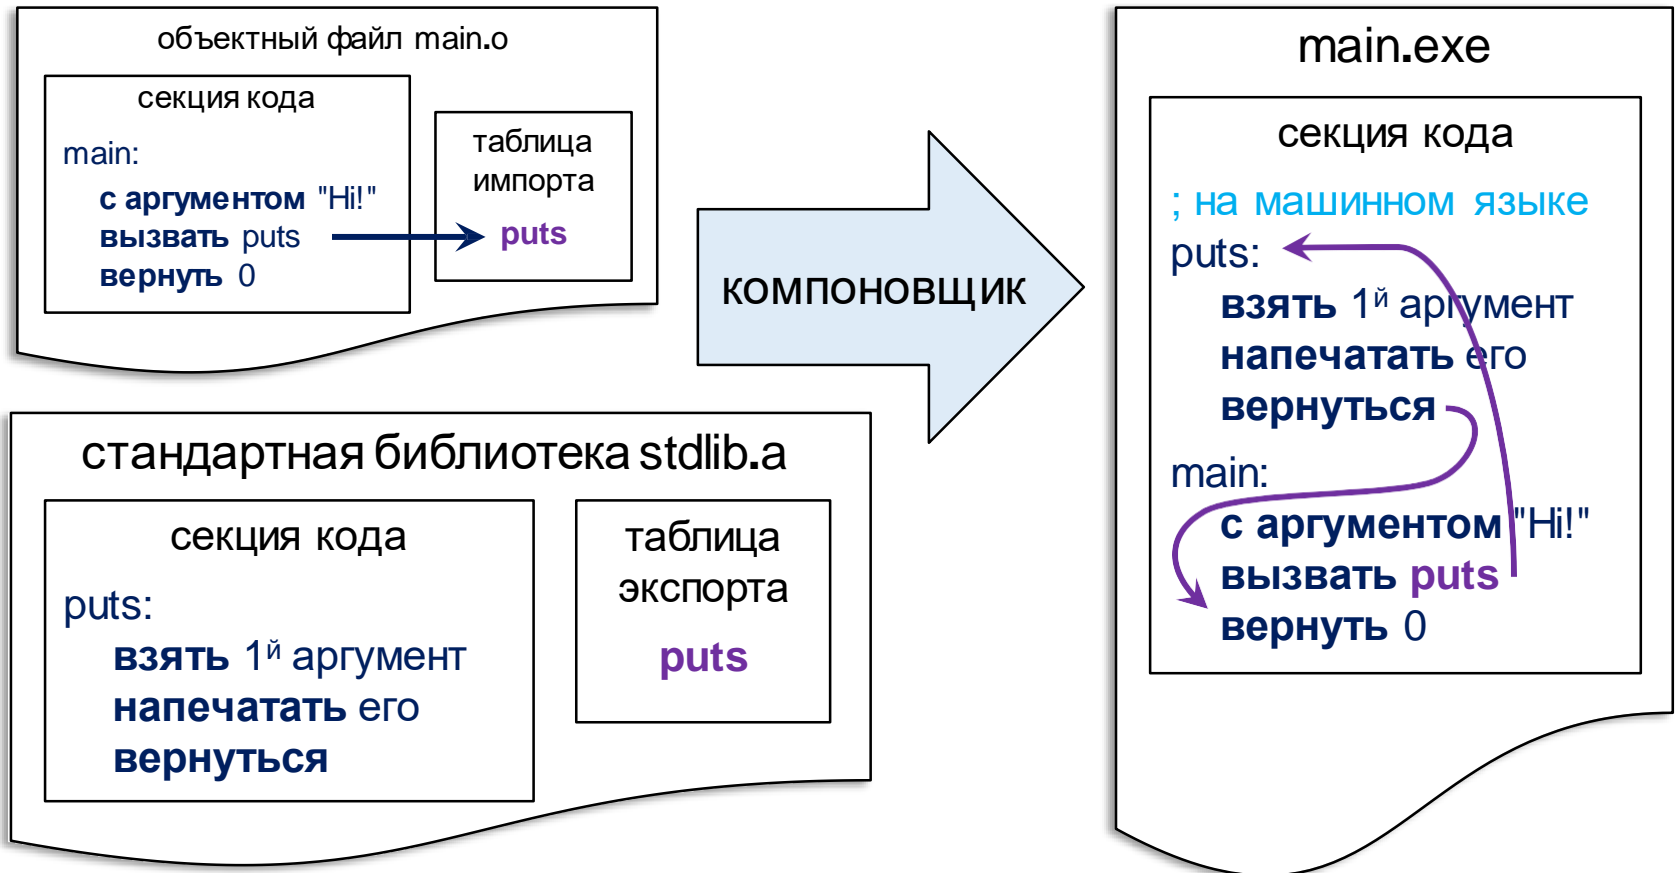 объектный файл main.o
секция кода
main:
с аргументом "Hi!"
вызвать puts
вернуть 0
таблица
импорта
puts
стандартная библиотека stdlib.a
секция кода
puts:
взять 1й аргумент
напечатать его
вернуться
таблица
экспорта
puts
компоновщик
main.exe
секция кода
; на машинном языке
puts:
взять 1й аргумент
напечатать его
вернуться
main:
с аргументом "Hi!"
вызвать puts
вернуть 0